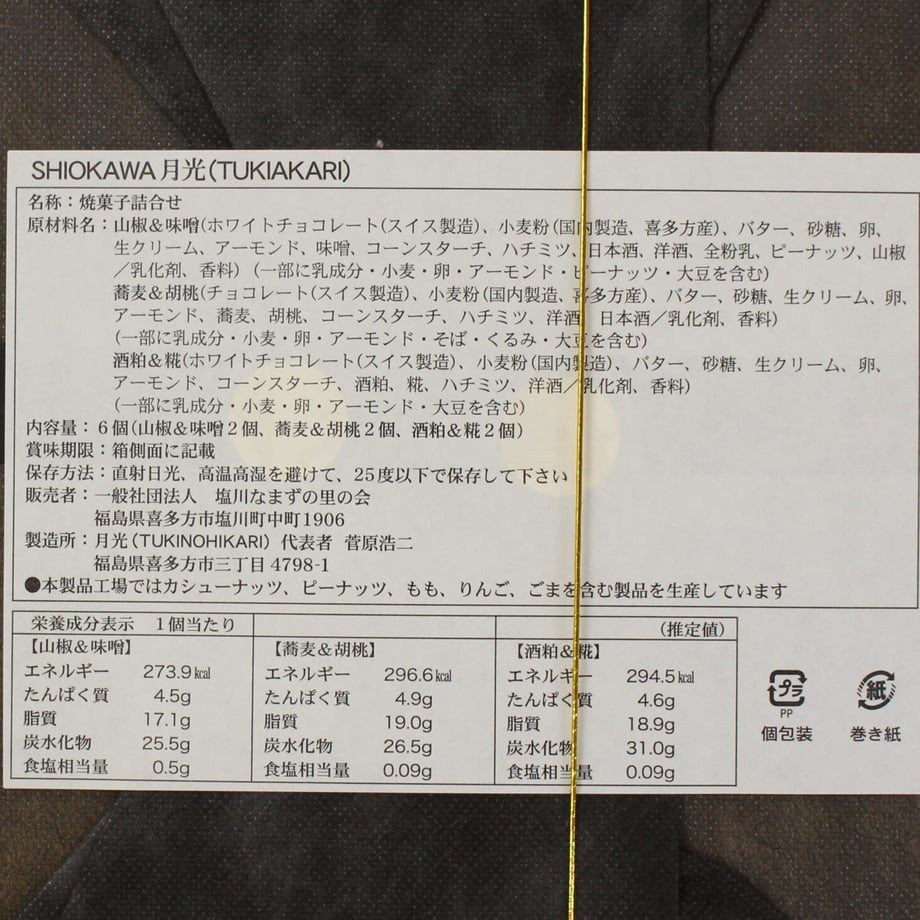 SHIOKAWA 月光(TUKIAKARI)
名称：焼菓子詰合せ
原材料名：山椒＆味噌(ホワイトチョコレート(スイス製造)、小麦粉(国内製造、喜多方産)、バター、砂糖、卵、
生クリーム、アーモンド、味噌、コーンスターチ、ハチミツ、日本酒、洋酒、全粉乳、ピーナッツ、山椒
／乳化剤、香料）(一部に乳成分・小麦・卵・アーモンド・ピーナッツ・大豆を含む)
蕎麦＆胡桃(チョコレート(スイス製造)、小麦粉(国内製造、喜多方産)、バター、砂糖、生クリーム、卵、
アーモンド、蕎麦、胡桃、コーンスターチ、ハチミツ、洋酒、日本酒／乳化剤、香料)
(一部に乳成分・小麦・卵・アーモンド・そば・くるみ・大豆を含む)
酒粕＆糀(ホワイトチョコレート(スイス製造)、小麦粉(国内製造)、バター、砂糖、生クリーム、卵、
アーモンド、コーンスターチ、酒粕、糀、ハチミツ、洋酒／乳化剤、香料)
(一部に乳成分・小麦・卵・アーモンド・大豆を含む)
内容量：６個(山椒＆味噌２個、蕎麦＆胡桃２個、酒粕＆糀２個)
賞味期限：箱側面に記載
保存方法：直射日光、高温高湿を避けて、25度以下で保存して下さい
販売者：一般社団法人　塩川なまずの里の会
福島県喜多方市塩川町中町1906
製造所：月光(TUKINOHIKARI) 代表者 菅原浩二
福島県喜多方市三丁目4798-1
●本製品工場ではカシューナッツ、ピーナッツ、もも、りんご、ごまを含む製品を生産しています
栄養成分表示　１個当たり （推定値）
【山椒＆味噌】
エネルギー 273.9㎉
たんぱく質 4.5g
脂質 17.1g
炭水化物 25.5g
食塩相当量 0.5g
【蕎麦＆胡桃】
エネルギー 296.6㎉
たんぱく質 4.9g
脂質 19.0g
炭水化物 26.5g
食塩相当量 0.09g
【酒粕＆糀】
エネルギー 294.5㎉
たんぱく質 4.6g
脂質 18.9g
炭水化物 31.0g
食塩相当量 0.09g
プラ
PP
個包装
紙
巻き紙